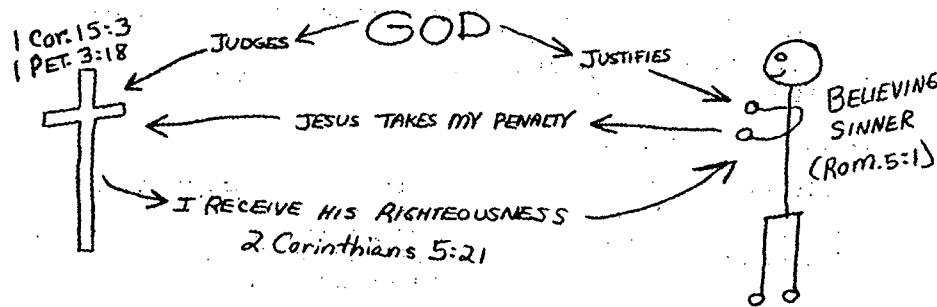 1 Cor. 15:3
1 PET. 3:18
JUDGES
GOD
JUSTIFIES
BELIEVING
SINNER
(Rom. 5:1)
JESUS TAKES MY PENALTY
I RECEIVE HIS RIGHTEOUSNESS
2 Corinthians 5:21